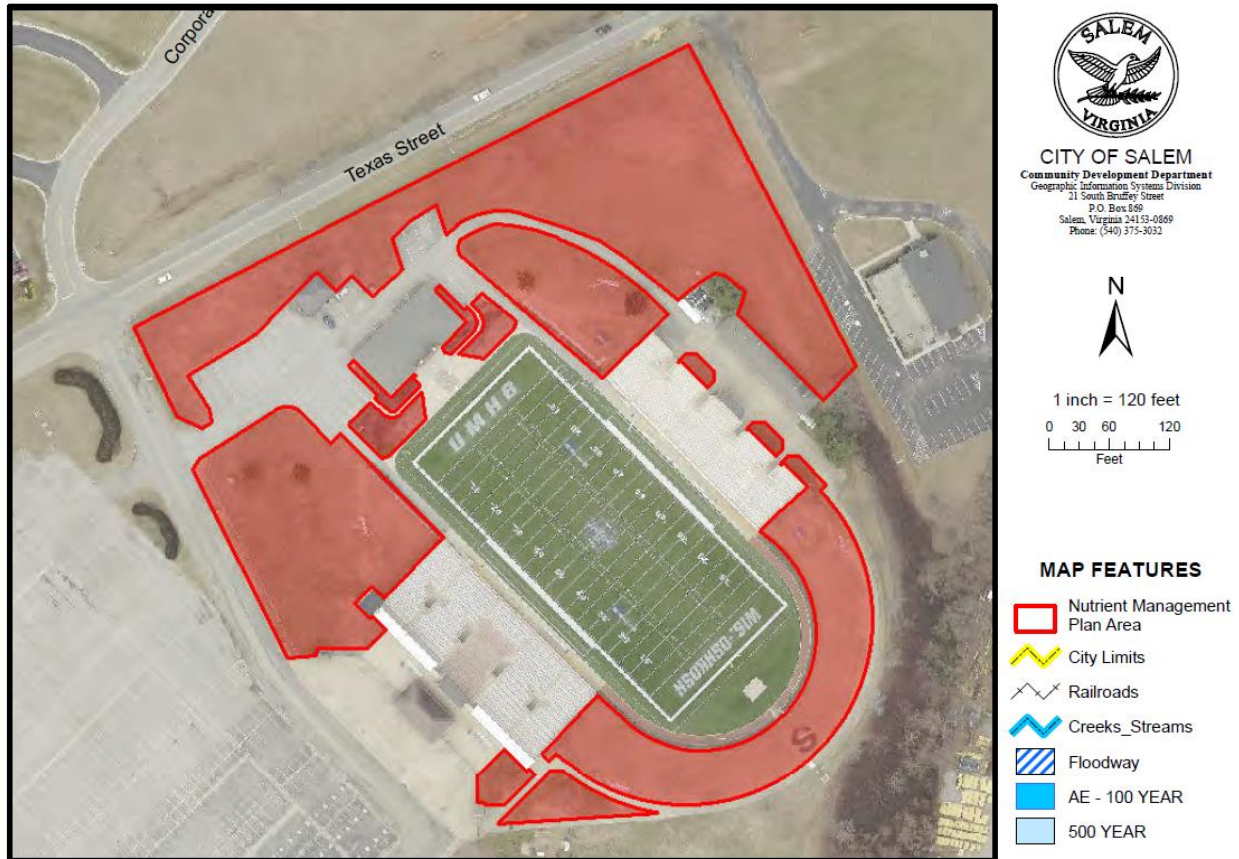 Corpora
Texas Street
UMHB
WIS-OSHKOSH
S
SALEM
VIRGINIA
CITY OF SALEM
Community Development Department
Geographic Information Systems Division
21 South Bruffey Street
P.O. Box 869
Salem, Virginia 24153-0869
Phone: (540) 375-3032
N
1 inch = 120 feet
0 30 60 120
Feet
MAP FEATURES
Nutrient Management
Plan Area
City Limits
Railroads
Creeks_Streams
Floodway
AE - 100 YEAR
500 YEAR